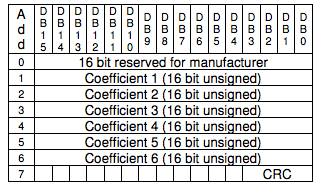 Add DB15 DB14 DB13 DB12 DB11 DB10 DB9 DB8 DB7 DB6 DB5 DB4 DB3 DB2 DB1 DB0
0 16 bit reserved for manufacturer
1 Coefficient 1 (16 bit unsigned)
2 Coefficient 2 (16 bit unsigned)
3 Coefficient 3 (16 bit unsigned)
4 Coefficient 4 (16 bit unsigned)
5 Coefficient 5 (16 bit unsigned)
6 Coefficient 6 (16 bit unsigned)
7 CRC